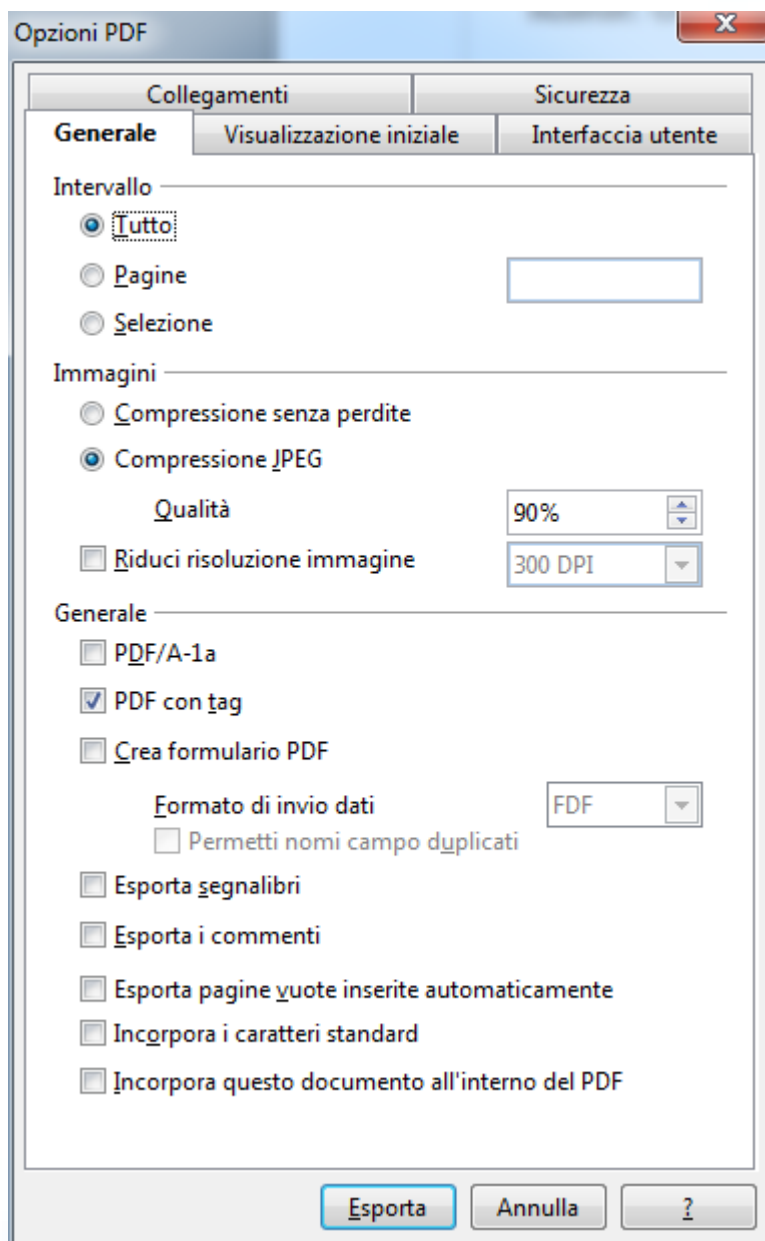 Opzioni PDF
Collegamenti Sicurezza
Generale Visualizzazione iniziale Interfaccia utente
Intervallo
Tutto
Pagine
Selezione
Immagini
Compressione senza perdite
Compressione JPEG
Qualità 90%
Riduci risoluzione immagine 300 DPI
Generale
PDF/A-1a
PDF con tag
Crea formulario PDF
Formato di invio dati FDF
Permetti nomi campo duplicati
Esporta segnalibri
Esporta i commenti
Esporta pagine vuote inserite automaticamente
Incorpora i caratteri standard
Incorpora questo documento all'interno del PDF
Esporta Annulla ?